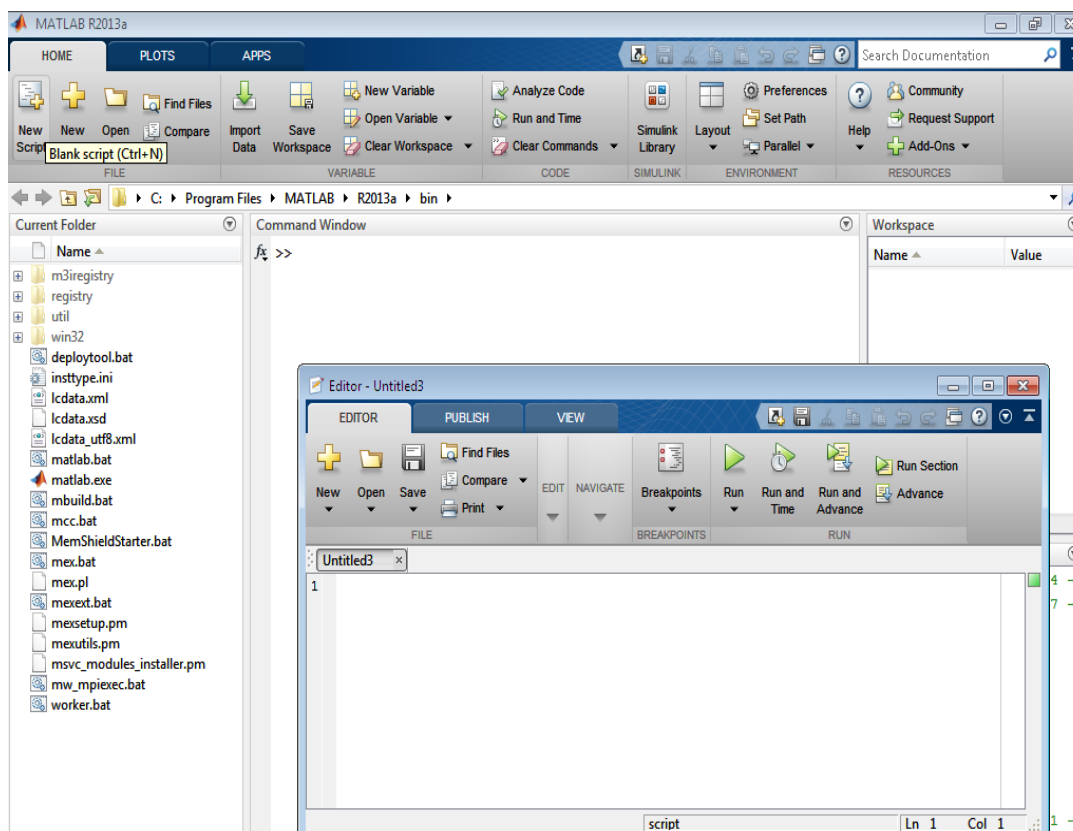 MATLAB R2013a
HOME PLOTS APPS Search Documentation
New Script New Open Find Files Compare
Blank script (Ctrl+N)
FILE
Import Data Save Workspace New Variable Open Variable Clear Workspace
VARIABLE
Analyze Code Run and Time Clear Commands
CODE
Simulink Library
SIMULINK
Layout Preferences Set Path Parallel
ENVIRONMENT
Help Community Request Support Add-Ons
RESOURCES
C: Program Files MATLAB R2013a bin
Current Folder
Name
m3iregistry
registry
util
win32
deploytool.bat
insttype.ini
lcdata.xml
lcdata.xsd
lcdata_utf8.xml
matlab.bat
matlab.exe
mbuild.bat
mcc.bat
MemShieldStarter.bat
mex.bat
mex.pl
mexext.bat
mexsetup.pm
mexutils.pm
msvc_modules_installer.pm
mw_mpiexec.bat
worker.bat
Command Window
fx >>
Workspace
Name Value
Editor - Untitled3
EDITOR PUBLISH VIEW
New Open Save Find Files Compare Print
FILE
EDIT NAVIGATE
Breakpoints
BREAKPOINTS
Run Run and Time Run and Advance Run Section Advance
RUN
Untitled3
1
script Ln 1 Col 1
4 -
7 -
1 -